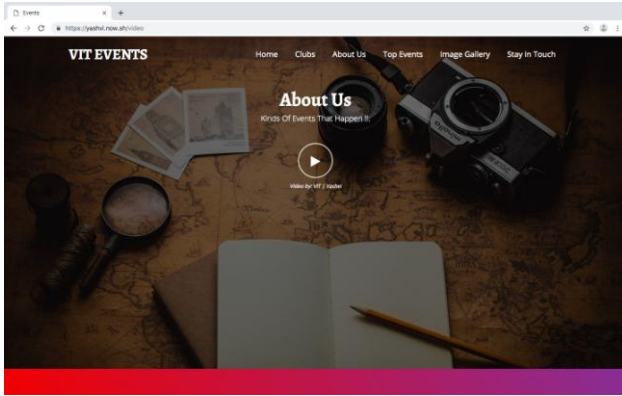 Events
https://yashvi.now.sh/video
VIT EVENTS
Home Clubs About Us Top Events Image Gallery Stay In Touch
About Us
Kinds Of Events That Happen !!.
Video by: VIT | Yashvi
minolta